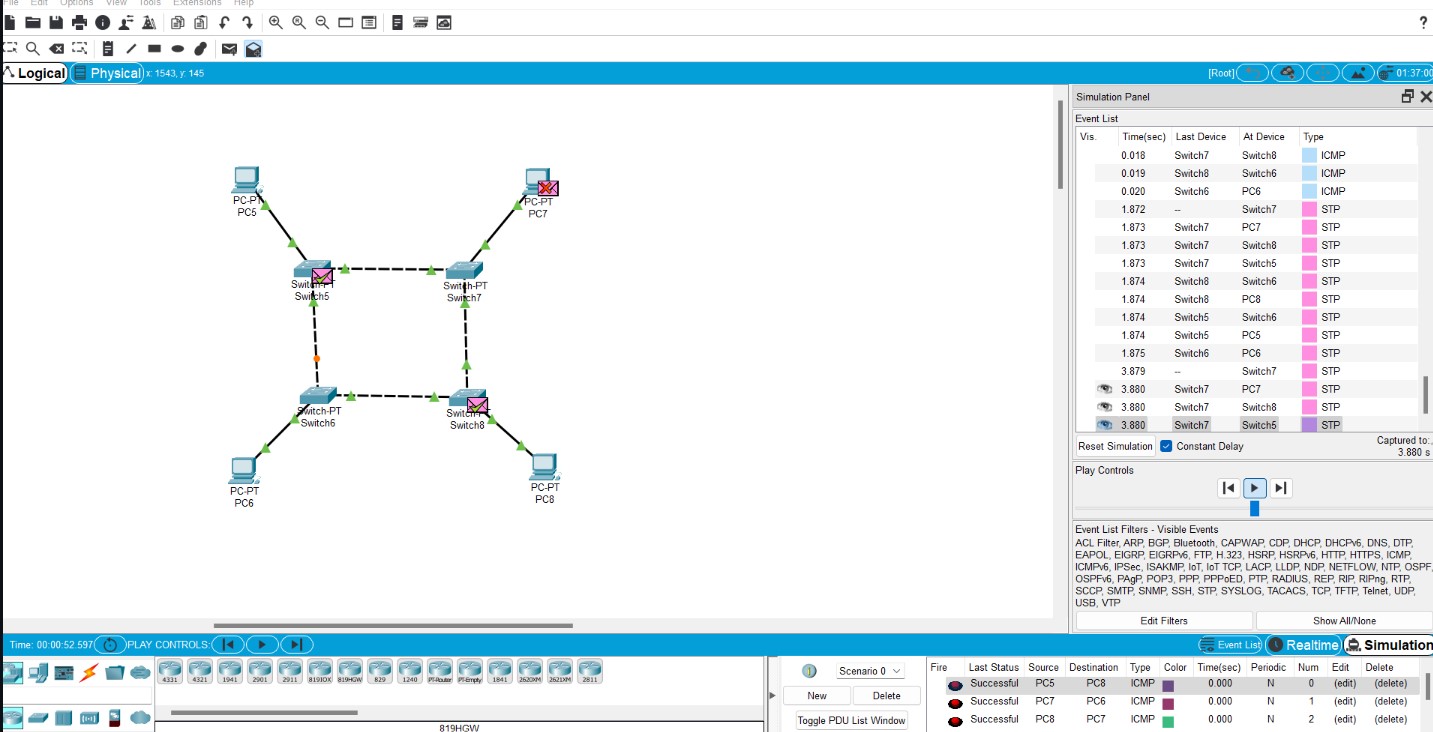 File Edit Options View Tools Extensions Help
?
Logical Physical x: 1543, y: 145 [Root] 01:37:00
Simulation Panel
Event List
Vis. Time(sec) Last Device At Device Type
0.018 Switch7 Switch8 ICMP
0.019 Switch8 Switch6 ICMP
0.020 Switch6 PC6 ICMP
1.872 -- Switch7 STP
1.873 Switch7 PC7 STP
1.873 Switch7 Switch8 STP
1.873 Switch7 Switch5 STP
1.874 Switch8 Switch6 STP
1.874 Switch8 PC8 STP
1.874 Switch5 Switch6 STP
1.874 Switch5 PC5 STP
1.875 Switch6 PC6 STP
3.879 -- Switch7 STP
3.880 Switch7 PC7 STP
3.880 Switch7 Switch8 STP
3.880 Switch7 Switch5 STP
Reset Simulation Constant Delay Captured to:
3.880 s
Play Controls
Event List Filters - Visible Events
ACL Filter, ARP, BGP, Bluetooth, CAPWAP, CDP, DHCP, DHCPv6, DNS, DTP,
EAPOL, EIGRP, EIGRPv6, FTP, H.323, HSRP, HSRPv6, HTTP, HTTPS, ICMP,
ICMPv6, IPSec, ISAKMP, IoT, IoT TCP, LACP, LLDP, NDP, NETFLOW, NTP, OSPF,
OSPFv6, PAgP, POP3, PPP, PPPoED, PTP, RADIUS, REP, RIP, RIPng, RTP,
SCCP, SMTP, SNMP, SSH, STP, SYSLOG, TACACS, TCP, TFTP, Telnet, UDP,
USB, VTP
Edit Filters Show All/None
PC-PT
PC5
PC-PT
PC7
Switch-PT
Switch5
Switch-PT
Switch7
Switch-PT
Switch6
Switch-PT
Switch8
PC-PT
PC6
PC-PT
PC8
Time: 00:00:52.597 PLAY CONTROLS: Event List Realtime Simulation
4331 4321 1941 2901 2911 819IOX 819HGW 829 1240 PT-Router PT-Empty 1841 2620XM 2621XM 2811
819HGW
Scenario 0
New Delete
Toggle PDU List Window
Fire Last Status Source Destination Type Color Time(sec) Periodic Num Edit Delete
Successful PC5 PC8 ICMP 0.000 N 0 (edit) (delete)
Successful PC7 PC6 ICMP 0.000 N 1 (edit) (delete)
Successful PC8 PC7 ICMP 0.000 N 2 (edit) (delete)